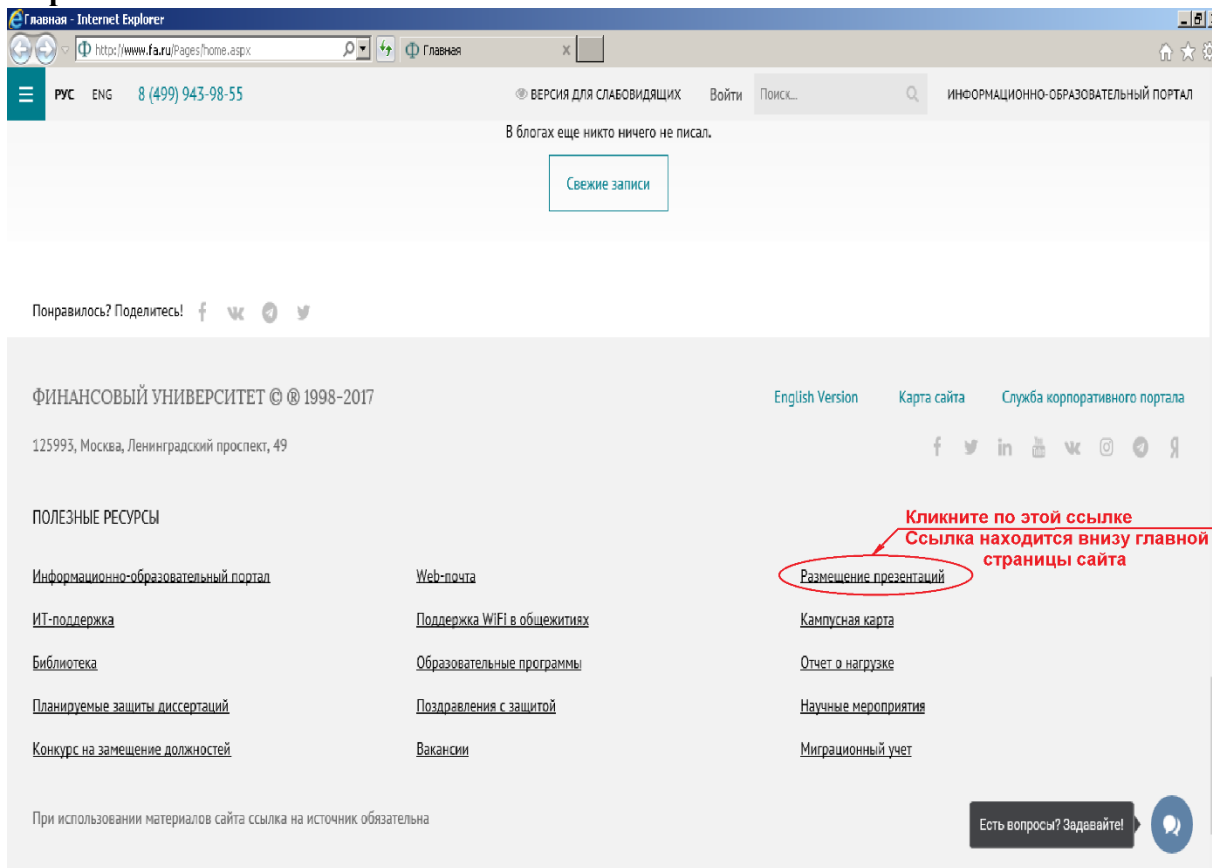 Главная - Internet Explorer
http://www.fa.ru/Pages/home.aspx
Главная
РУС ENG 8 (499) 943-98-55 ВЕРСИЯ ДЛЯ СЛАБОВИДЯЩИХ Войти Поиск... ИНФОРМАЦИОННО-ОБРАЗОВАТЕЛЬНЫЙ ПОРТАЛ
В блогах еще никто ничего не писал.
Свежие записи
Понравилось? Поделитесь!
ФИНАНСОВЫЙ УНИВЕРСИТЕТ © ® 1998-2017
English Version Карта сайта Служба корпоративного портала
125993, Москва, Ленинградский проспект, 49
ПОЛЕЗНЫЕ РЕСУРСЫ
Кликните по этой ссылке
Ссылка находится внизу главной
страницы сайта
Информационно-образовательный портал Web-почта Размещение презентаций
ИТ-поддержка Поддержка WiFi в общежитиях Кампусная карта
Библиотека Образовательные программы Отчет о нагрузке
Планируемые защиты диссертаций Поздравления с защитой Научные мероприятия
Конкурс на замещение должностей Вакансии Миграционный учет
При использовании материалов сайта ссылка на источник обязательна
Есть вопросы? Задавайте!